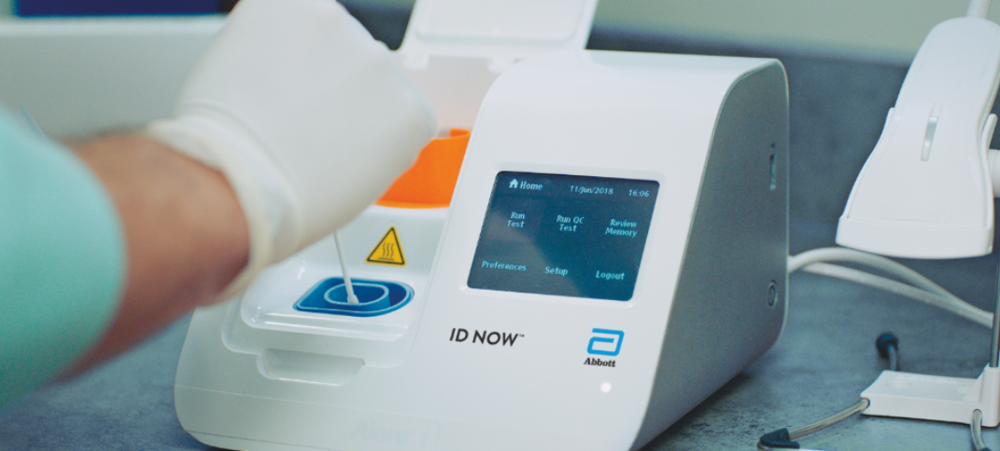 Home 11/Jun/2018 16:06
Run Test
Run QC Test
Review Memory
Preferences Setup Logout
ID NOW™
Abbott